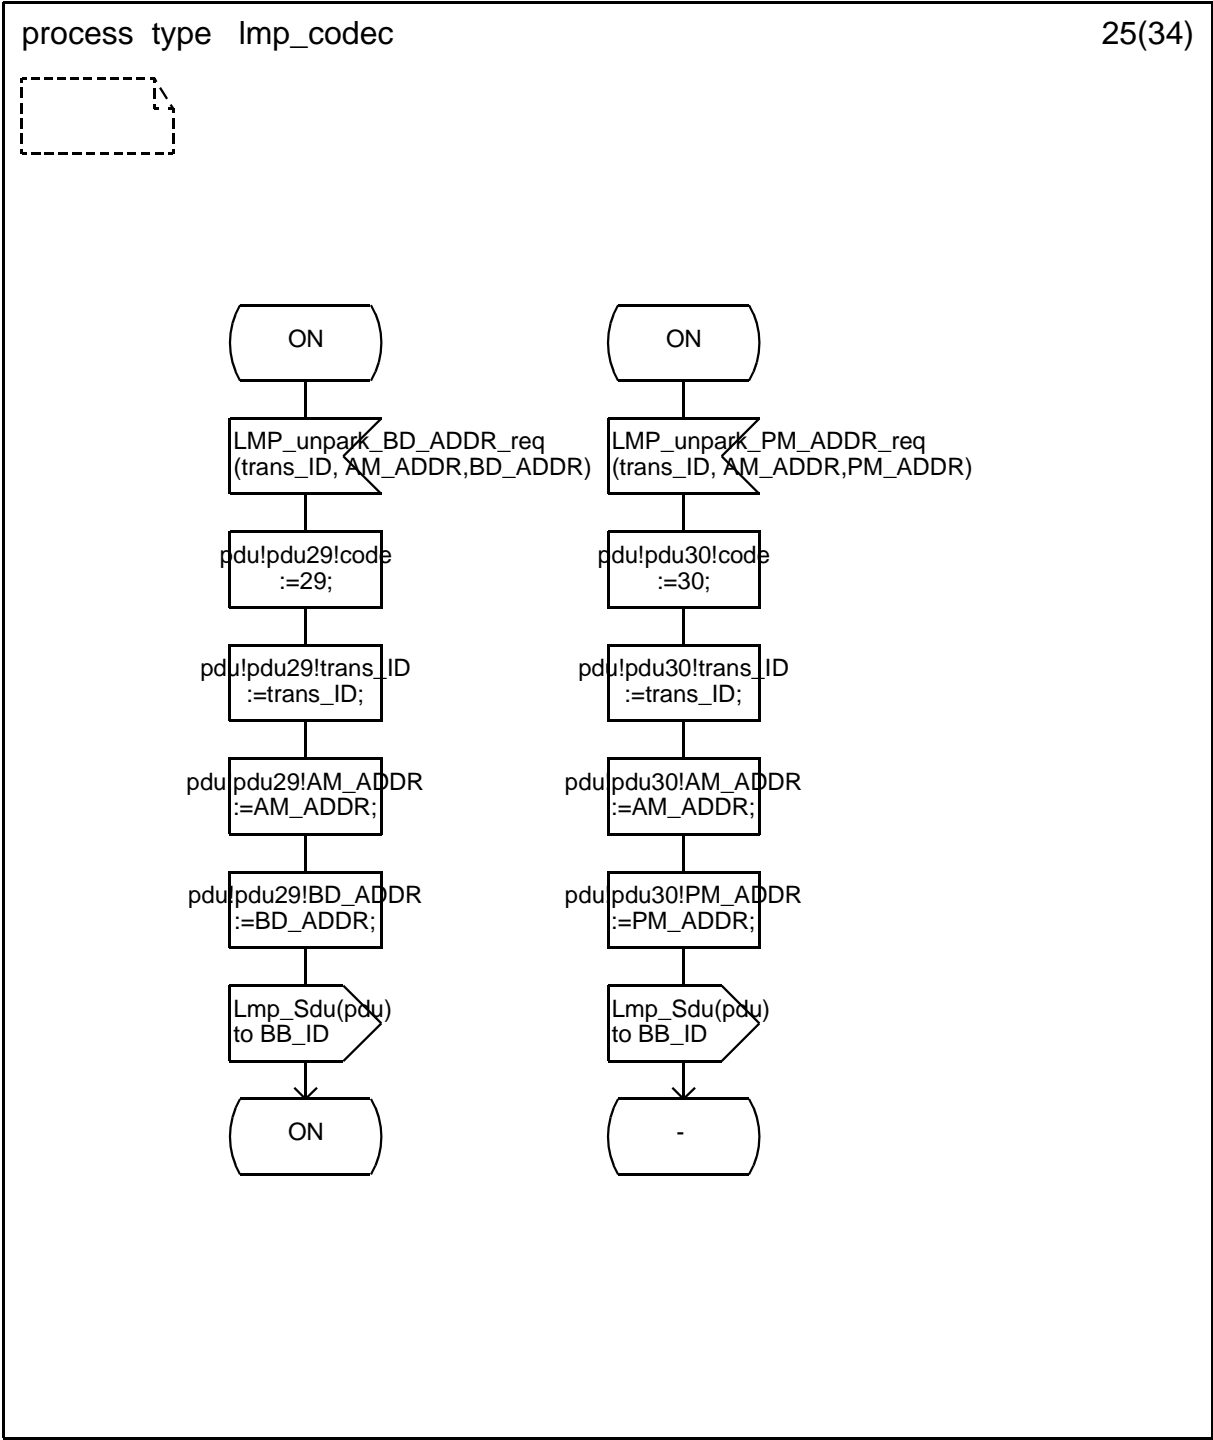 process type lmp_codec
25(34)
ON
LMP_unpark_BD_ADDR_req
(trans_ID, AM_ADDR,BD_ADDR)
pdu!pdu29!code
:=29;
pdu!pdu29!trans_ID
:=trans_ID;
pdu!pdu29!AM_ADDR
:=AM_ADDR;
pdu!pdu29!BD_ADDR
:=BD_ADDR;
Lmp_Sdu(pdu)
to BB_ID
ON
ON
LMP_unpark_PM_ADDR_req
(trans_ID, AM_ADDR,PM_ADDR)
pdu!pdu30!code
:=30;
pdu!pdu30!trans_ID
:=trans_ID;
pdu!pdu30!AM_ADDR
:=AM_ADDR;
pdu!pdu30!PM_ADDR
:=PM_ADDR;
Lmp_Sdu(pdu)
to BB_ID
-